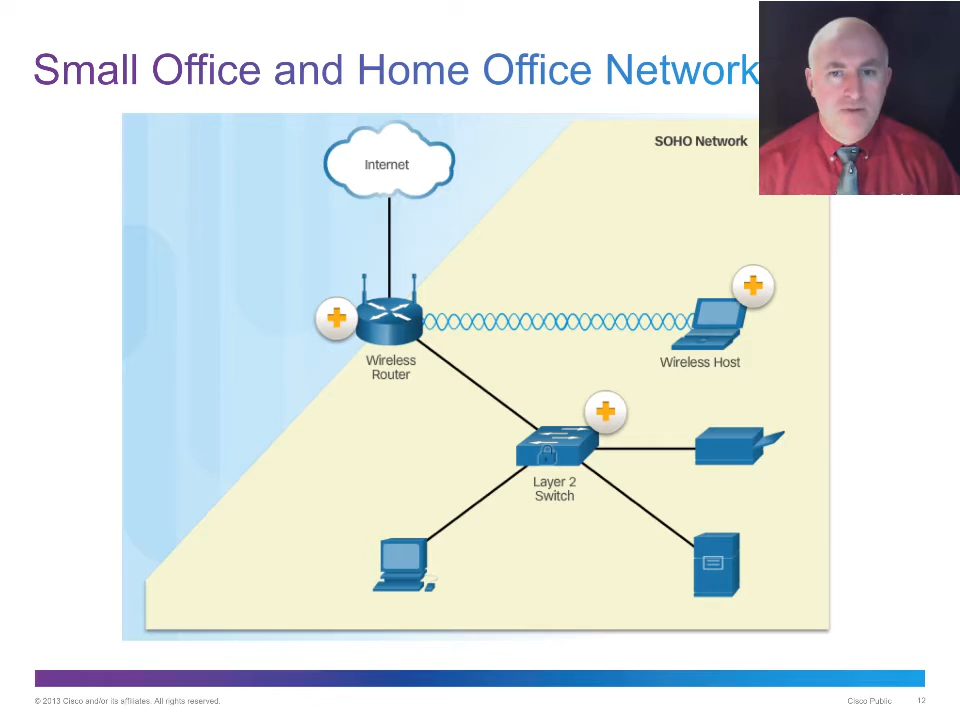 Small Office and Home Office Network
SOHO Network
Internet
Wireless
Router
Wireless Host
Layer 2
Switch
© 2013 Cisco and/or its affiliates. All rights reserved.
Cisco Public
12